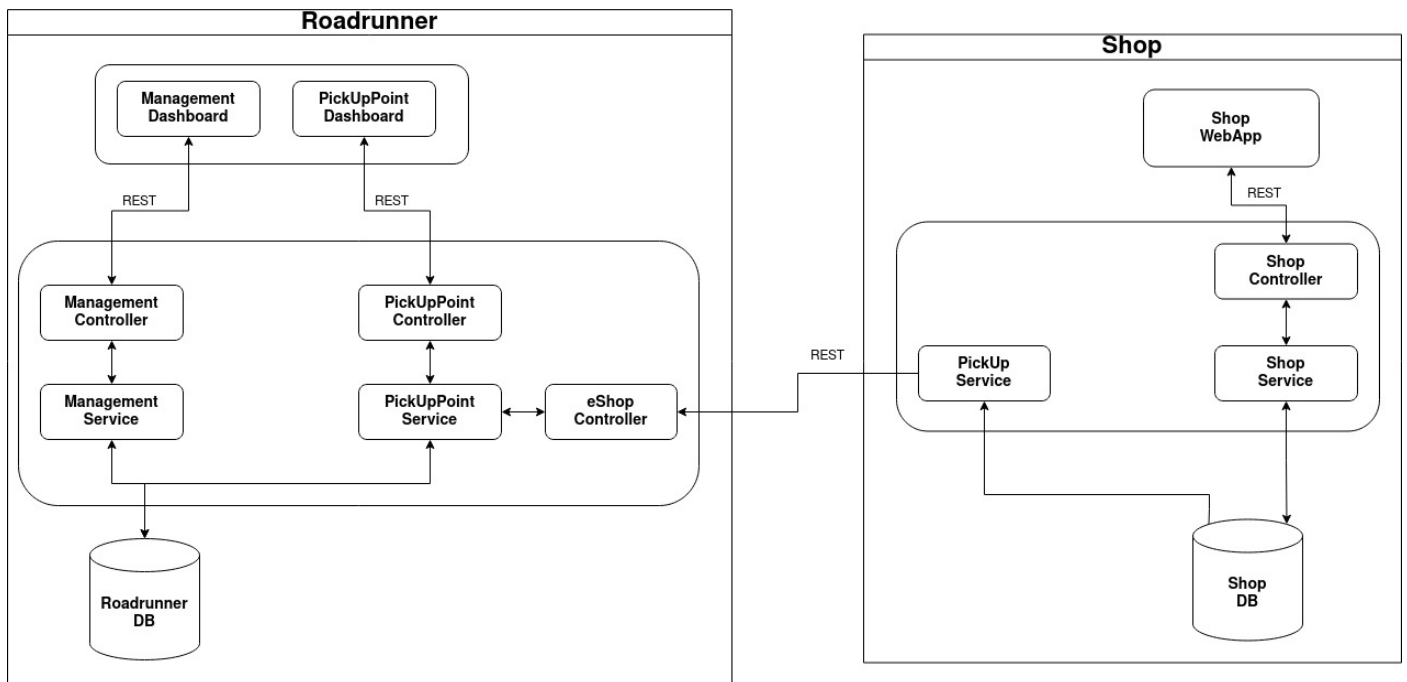 Roadrunner
Shop
Management
Dashboard
PickUpPoint
Dashboard
Shop
WebApp
REST
REST
REST
Management
Controller
PickUpPoint
Controller
Shop
Controller
REST
Management
Service
PickUpPoint
Service
eShop
Controller
PickUp
Service
Shop
Service
Roadrunner
DB
Shop
DB